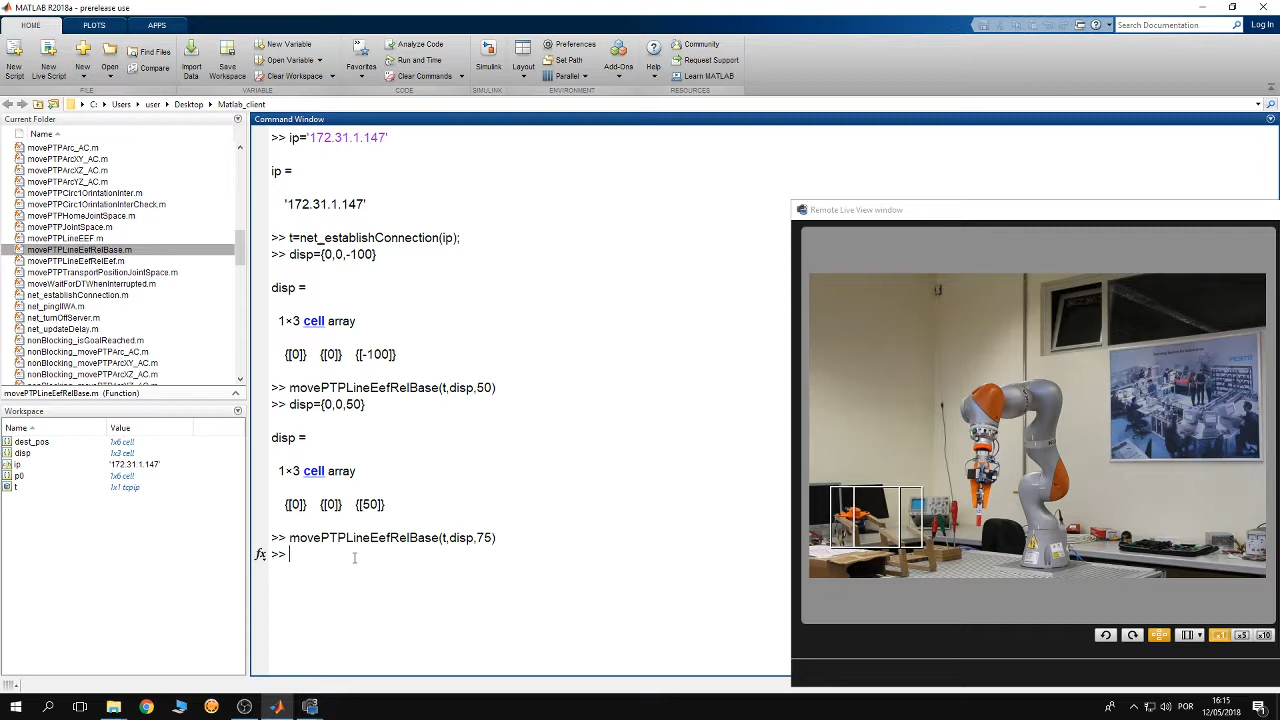 MATLAB R2018a - prerelease use
HOME PLOTS APPS
Search Documentation Log In
New Script
New Live Script
New
Open
Find Files
Compare
Import Data
Save Workspace
New Variable
Open Variable
Clear Workspace
Favorites
Analyze Code
Run and Time
Clear Commands
Simulink
Layout
Preferences
Set Path
Parallel
Add-Ons
Help
Community
Request Support
Learn MATLAB
FILE VARIABLE CODE SIMULINK ENVIRONMENT RESOURCES
C: Users user Desktop Matlab_client
Current Folder
Name
movePTPArc_AC.m
movePTPArcXY_AC.m
movePTPArcXZ_AC.m
movePTPArcYZ_AC.m
movePTPCirc1OrintationInter.m
movePTPCirc1OrintationInterCheck.m
movePTPHomeJointSpace.m
movePTPJointSpace.m
movePTPLineEEF.m
movePTPLineEefRelBase.m
movePTPLineEefRelEef.m
movePTPTransportPositionJointSpace.m
moveWaitForDTWhenInterrupted.m
net_establishConnection.m
net_pingIIWA.m
net_turnOffServer.m
net_updateDelay.m
nonBlocking_isGoalReached.m
nonBlocking_movePTPArc_AC.m
nonBlocking_movePTPArcXY_AC.m
nonBlocking_movePTPArcXZ_AC.m
movePTPLineEefRelBase.m (Function)
Workspace
Name Value
dest_pos 1x6 cell
disp 1x3 cell
ip '172.31.1.147'
p0 1x6 cell
t 1x1 tcpip
Command Window
>> ip='172.31.1.147'
ip =
'172.31.1.147'
>> t=net_establishConnection(ip);
>> disp={0,0,-100}
disp =
1×3 cell array
{[0]} {[0]} {[-100]}
>> movePTPLineEefRelBase(t,disp,50)
>> disp={0,0,50}
disp =
1×3 cell array
{[0]} {[0]} {[50]}
>> movePTPLineEefRelBase(t,disp,75)
fx >>
Remote Live View window
FESTO
x1 x5 x10
POR
16:15
12/05/2018